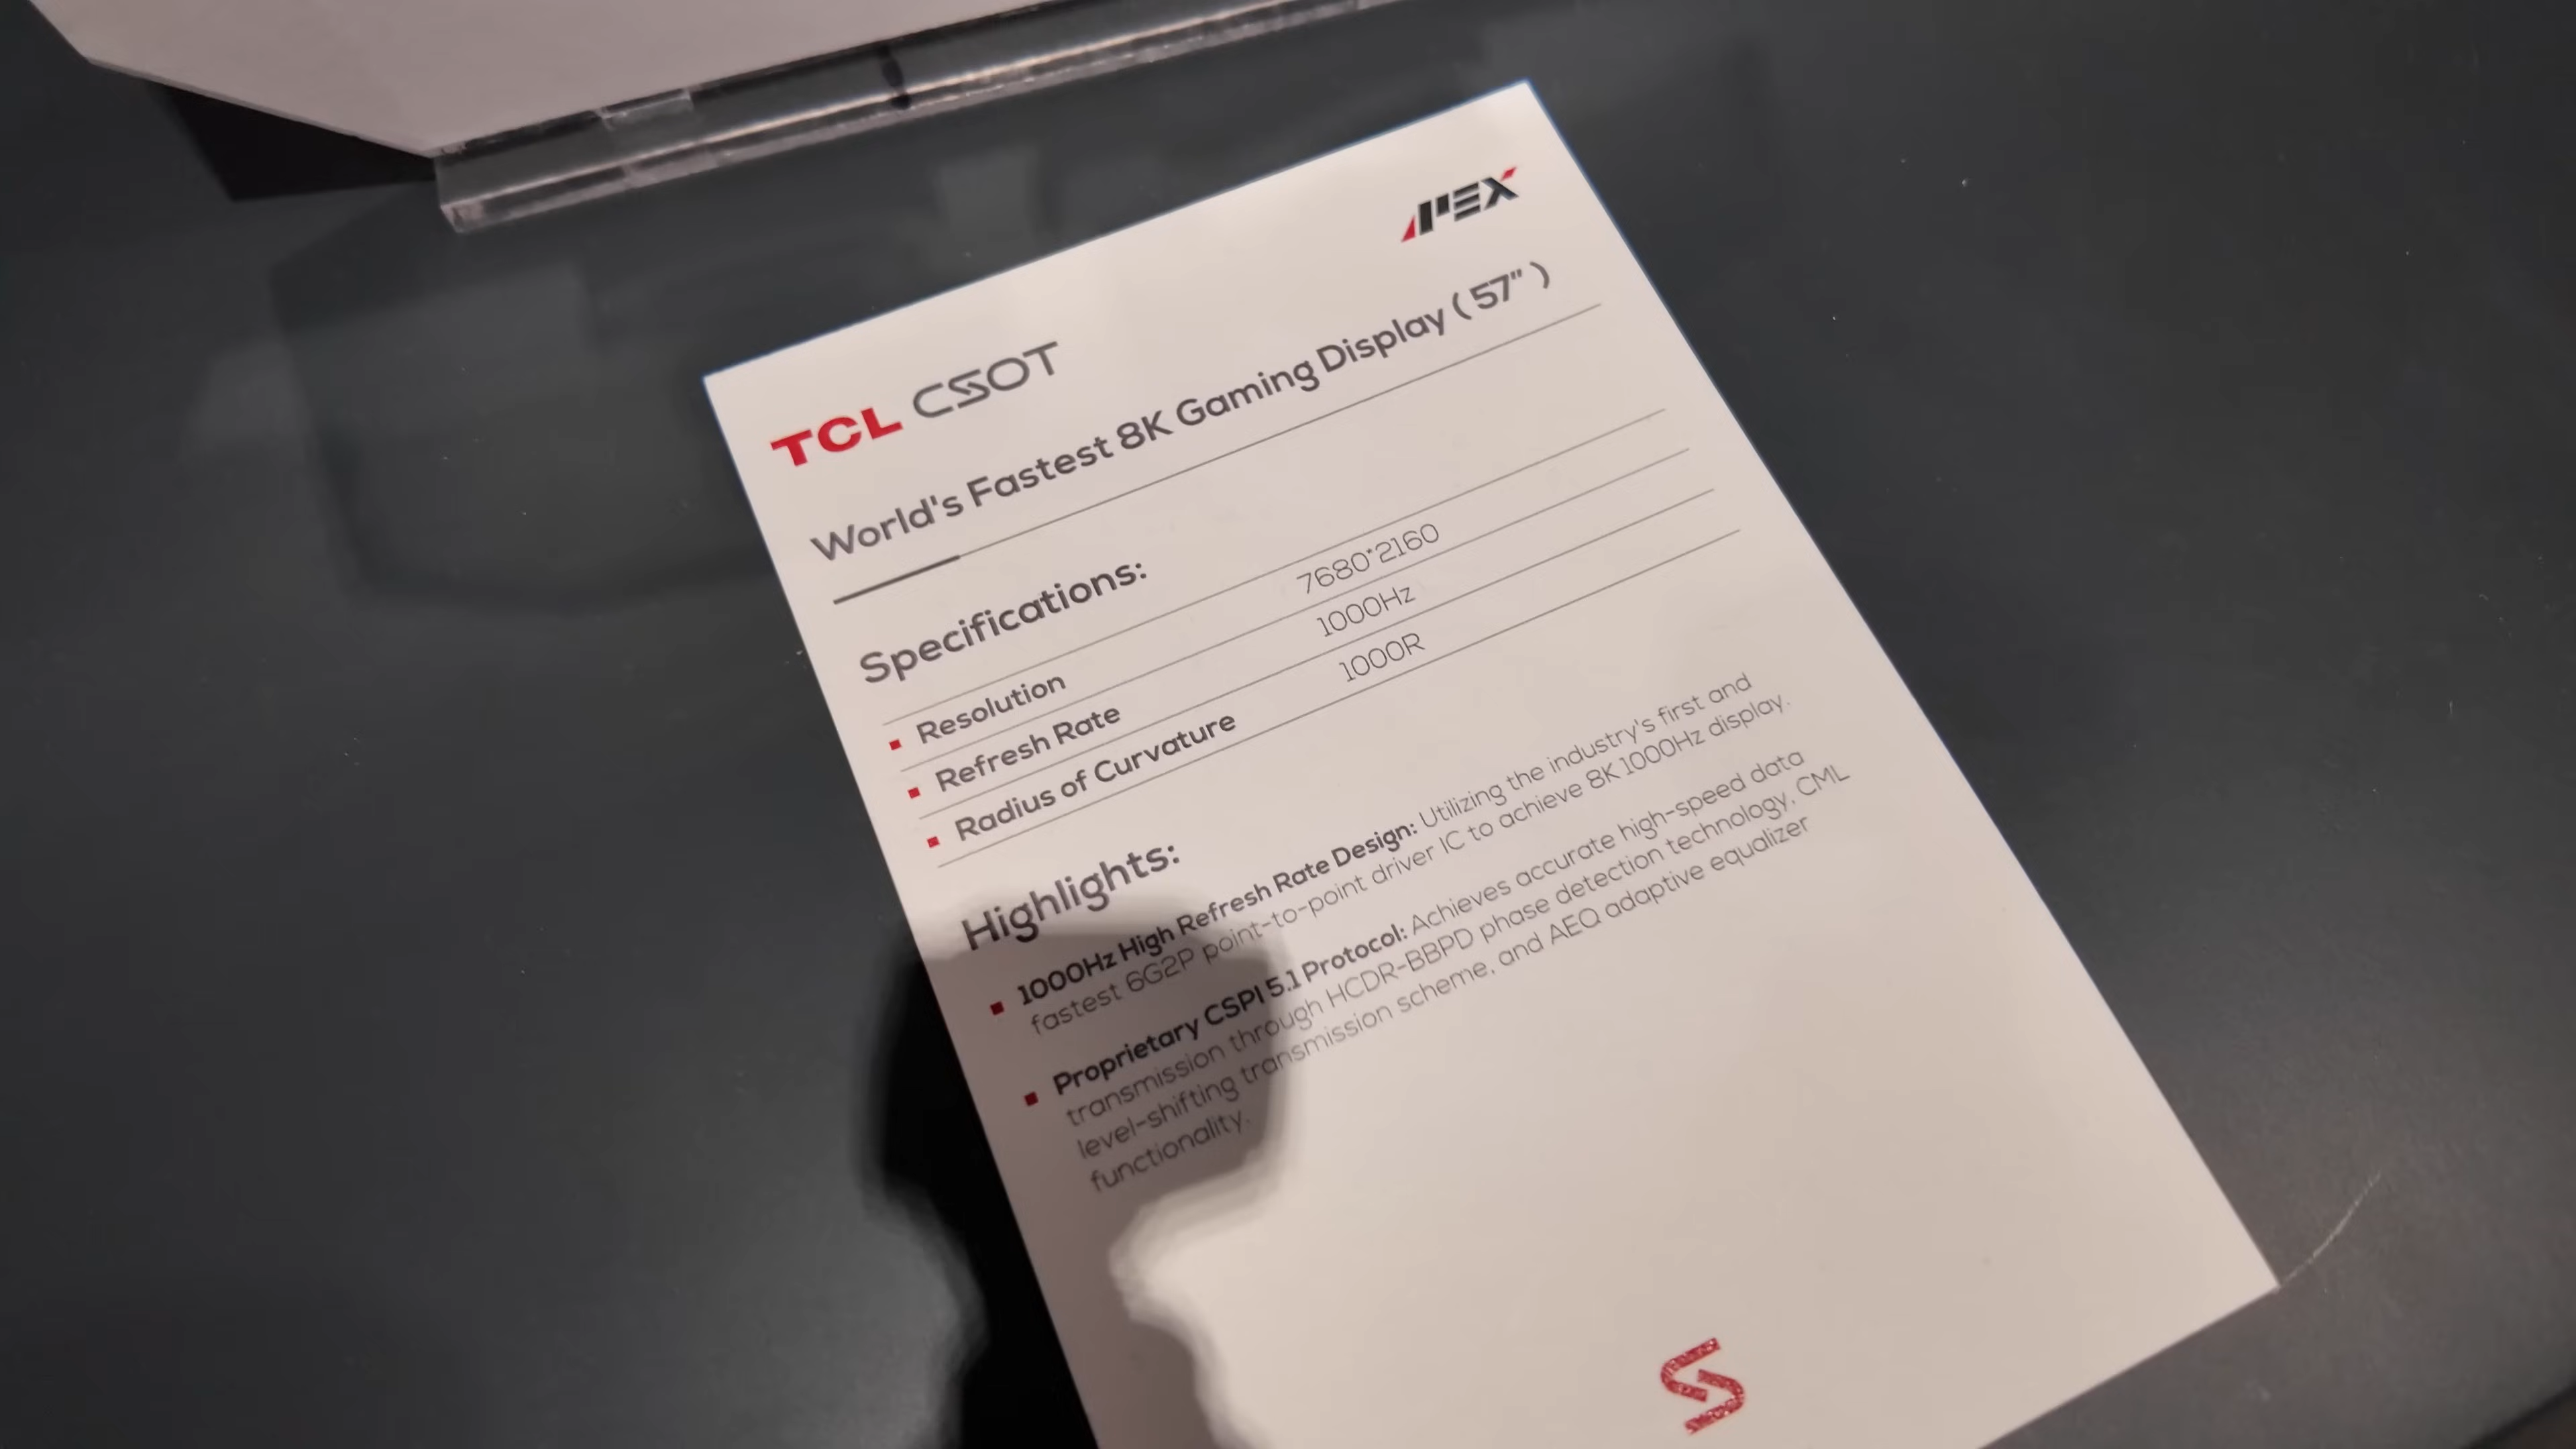 APEX
TCL CSOT
World's Fastest 8K Gaming Display ( 57" )
Specifications:
Resolution 7680*2160
Refresh Rate 1000Hz
Radius of Curvature 1000R
Highlights:
1000Hz High Refresh Rate Design: Utilizing the industry's first and
fastest 6G2P point-to-point driver IC to achieve 8K 1000Hz display.
Proprietary CSPI 5.1 Protocol: Achieves accurate high-speed data
transmission through HCDR-BBPD phase detection technology, CML
level-shifting transmission scheme, and AEQ adaptive equalizer
functionality.